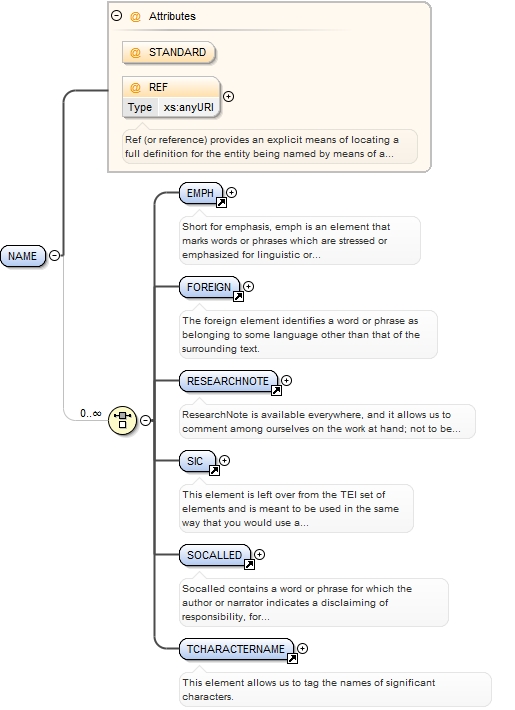 @ Attributes
@ STANDARD
@ REF
Type xs:anyURI
Ref (or reference) provides an explicit means of locating a
full definition for the entity being named by means of a...
NAME
EMPH
Short for emphasis, emph is an element that
marks words or phrases which are stressed or
emphasized for linguistic or...
FOREIGN
The foreign element identifies a word or phrase as
belonging to some language other than that of the
surrounding text.
RESEARCHNOTE
ResearchNote is available everywhere, and it allows us to
comment among ourselves on the work at hand; not to be...
0..∞
SIC
This element is left over from the TEI set of
elements and is meant to be used in the same
way that you would use a...
SOCALLED
Socalled contains a word or phrase for which the
author or narrator indicates a disclaiming of
responsibility, for...
TCHARACTERNAME
This element allows us to tag the names of significant
characters.